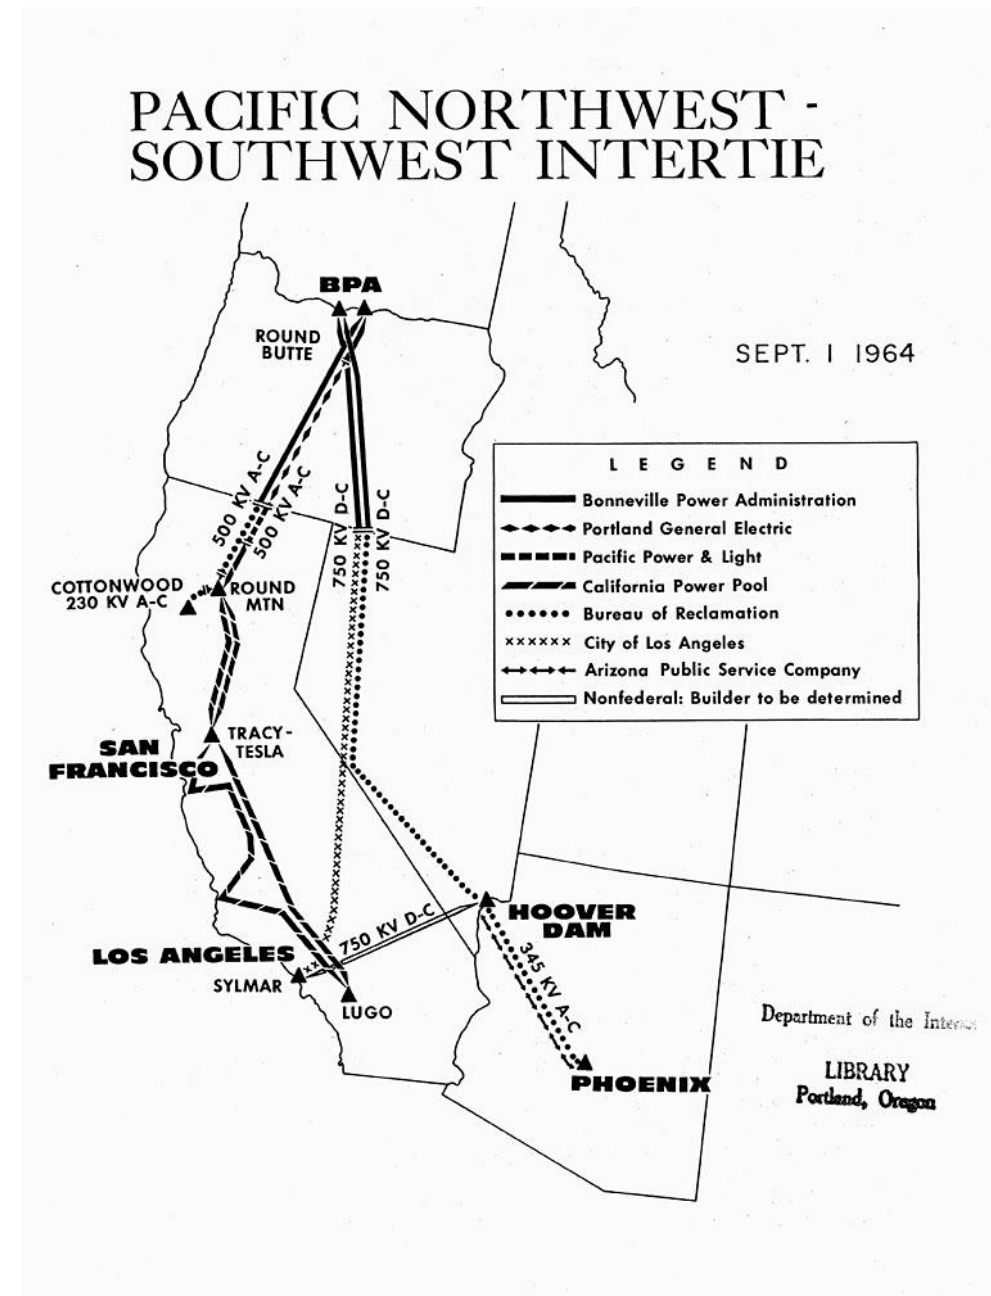 PACIFIC NORTHWEST -
SOUTHWEST INTERTIE
BPA
ROUND
BUTTE
SEPT. 1 1964
LEGEND
Bonneville Power Administration
Portland General Electric
Pacific Power & Light
California Power Pool
Bureau of Reclamation
City of Los Angeles
Arizona Public Service Company
Nonfederal: Builder to be determined
500 KV A-C
500 KV A-C
750 KV D-C
750 KV D-C
COTTONWOOD
230 KV A-C
ROUND
MTN
TRACY-
TESLA
SAN
FRANCISCO
750 KV D-C
HOOVER
DAM
LOS ANGELES
SYLMAR
LUGO
345 KV A-C
PHOENIX
Department of the
LIBRARY
Portland, Oregon